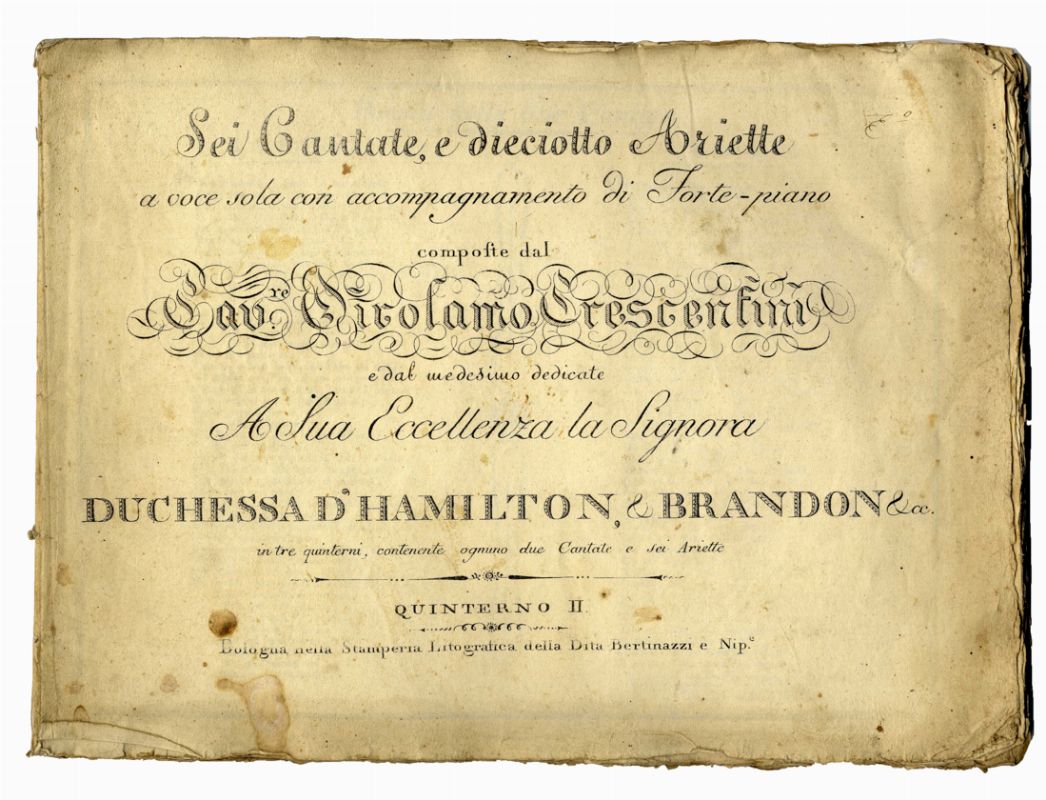 Sei Cantate, e dieciotto Ariette
a voce sola con accompagnamento di Forte-piano
compoſte dal
Cav.re Girolamo Crescentini
e dal medesimo dedicate
A Sua Eccellenza la Signora
DUCHESSA D' HAMILTON, & BRANDON &c.
in tre quinterni, contenente ognuno due Cantate e sei Ariette
QUINTERNO II.
Bologna nella Stamperia Litografica della Dita Bertinazzi e Nip.e